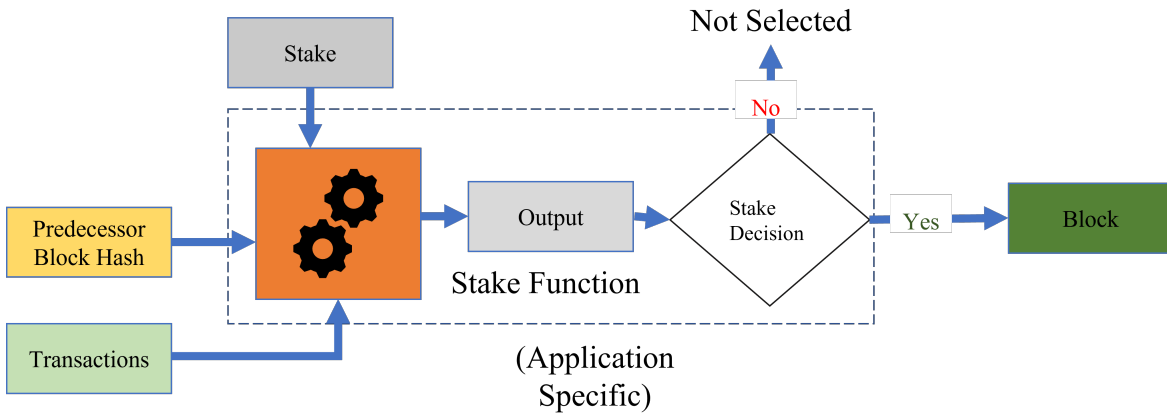 Not Selected
Stake
No
Predecessor
Block Hash
Output
Stake
Decision
Yes
Block
Stake Function
Transactions
(Application
Specific)